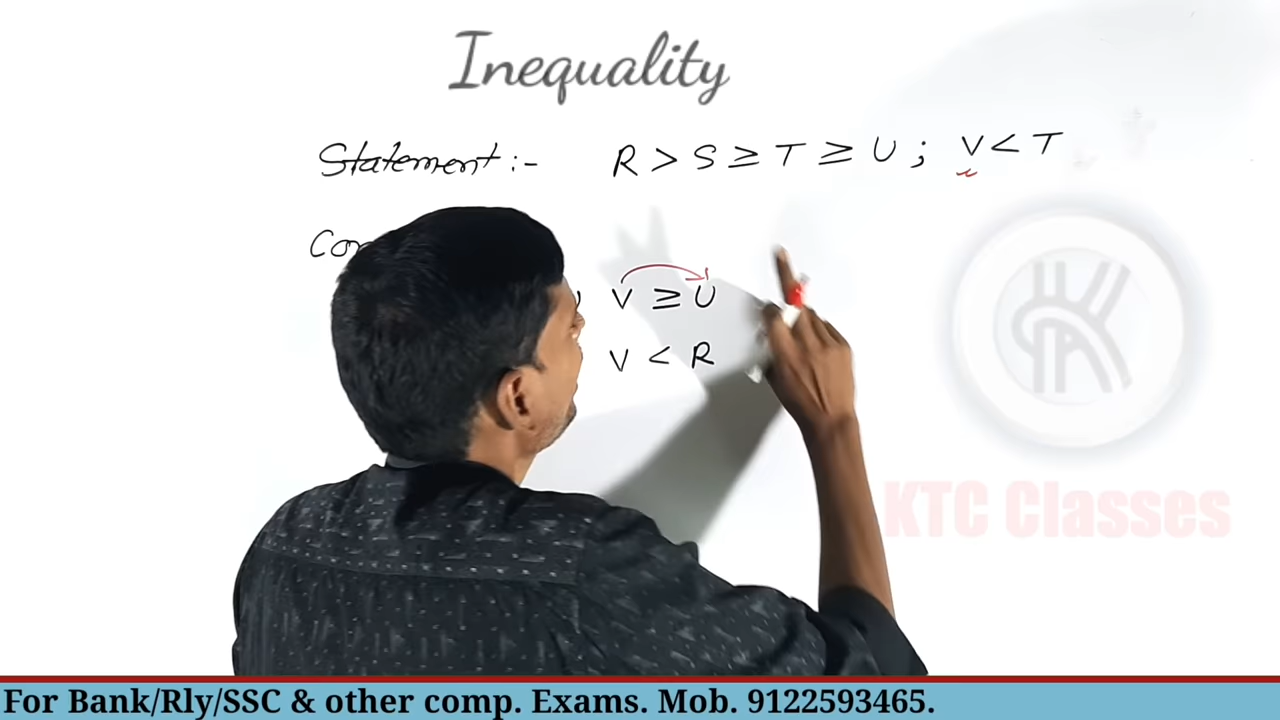 Inequality
Statement :- R > S ≥ T ≥ U ; V < T
V ≥ U
V < R
KTC Classes
For Bank/Rly/SSC & other comp. Exams. Mob. 9122593465.